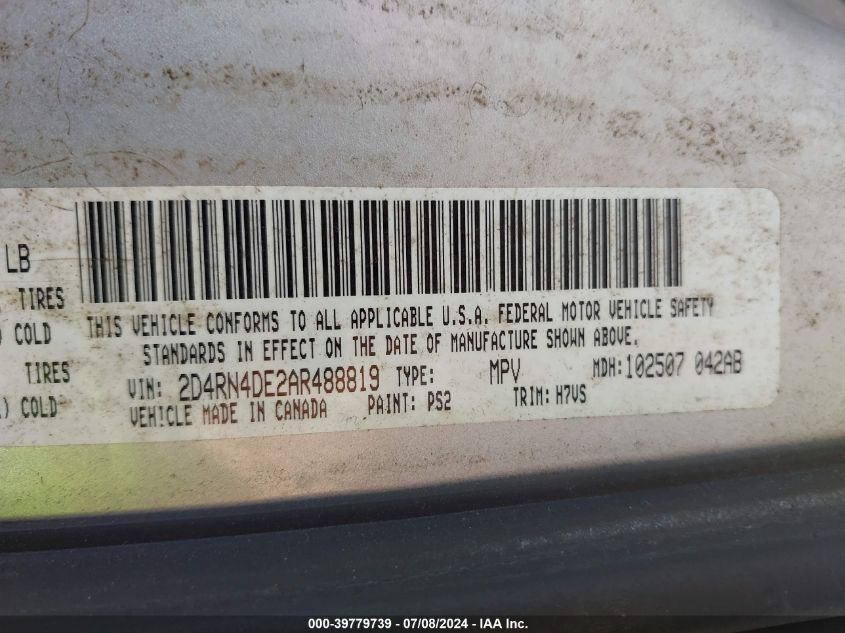 LB
TIRES
) COLD
TIRES
) COLD
THIS VEHICLE CONFORMS TO ALL APPLICABLE U.S.A. FEDERAL MOTOR VEHICLE SAFETY
STANDARDS IN EFFECT ON THE DATE OF MANUFACTURE SHOWN ABOVE.
VIN: 2D4RN4DE2AR488819 TYPE: MPV MDH:102507 042AB
VEHICLE MADE IN CANADA PAINT: PS2 TRIM: H7VS
000-39779739 - 07/08/2024 - IAA Inc.